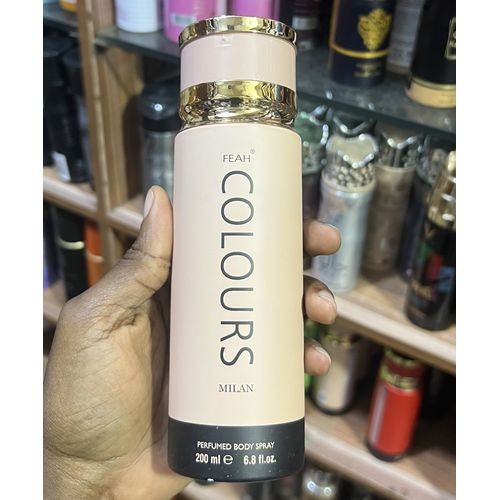 FEAH®
COLOURS
MILAN
PERFUMED BODY SPRAY
200 ml ℮ 6.8 fl.oz.